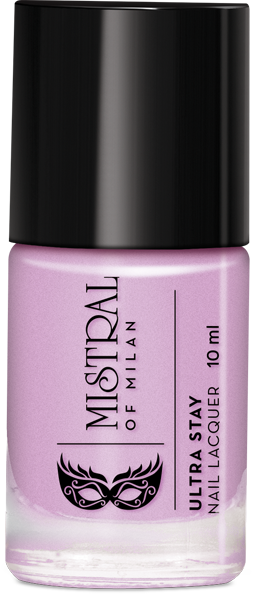 MISTRAL
OF MILAN
ULTRA STAY
NAIL LACQUER 10 ml